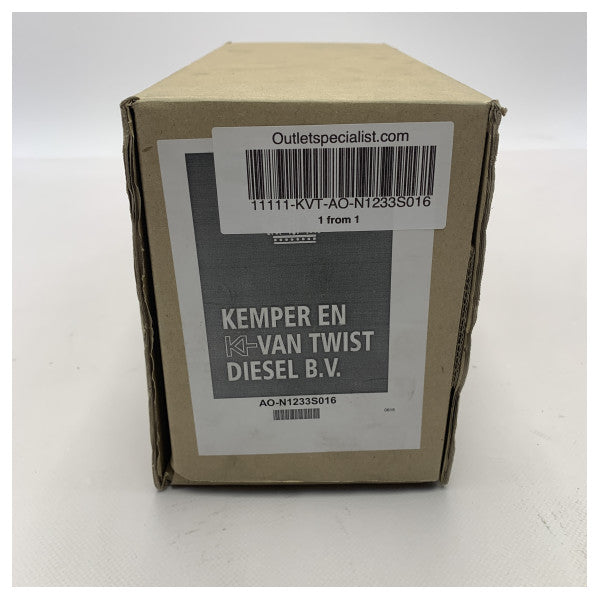 Outletspecialist.com
11111-KVT-AO-N1233S016
1 from 1
KEMPER EN
VAN TWIST
DIESEL B.V.
AO-N1233S016